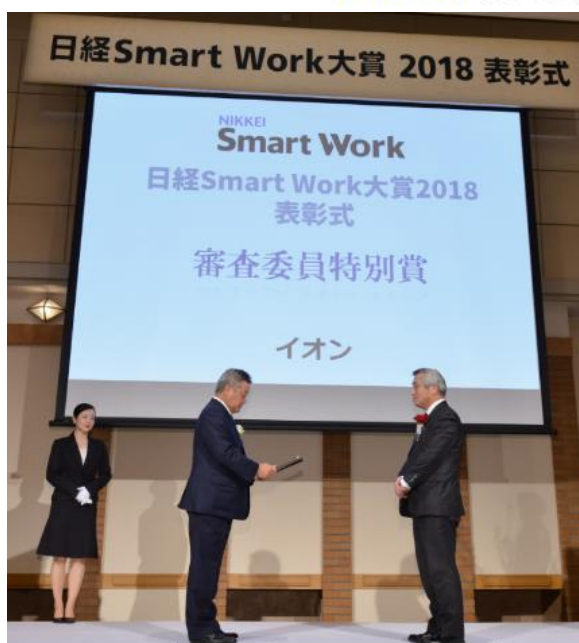 日経Smart Work大賞 2018 表彰式
NIKKEI
Smart Work
日経Smart Work大賞2018
表彰式
審査委員特別賞
イオン